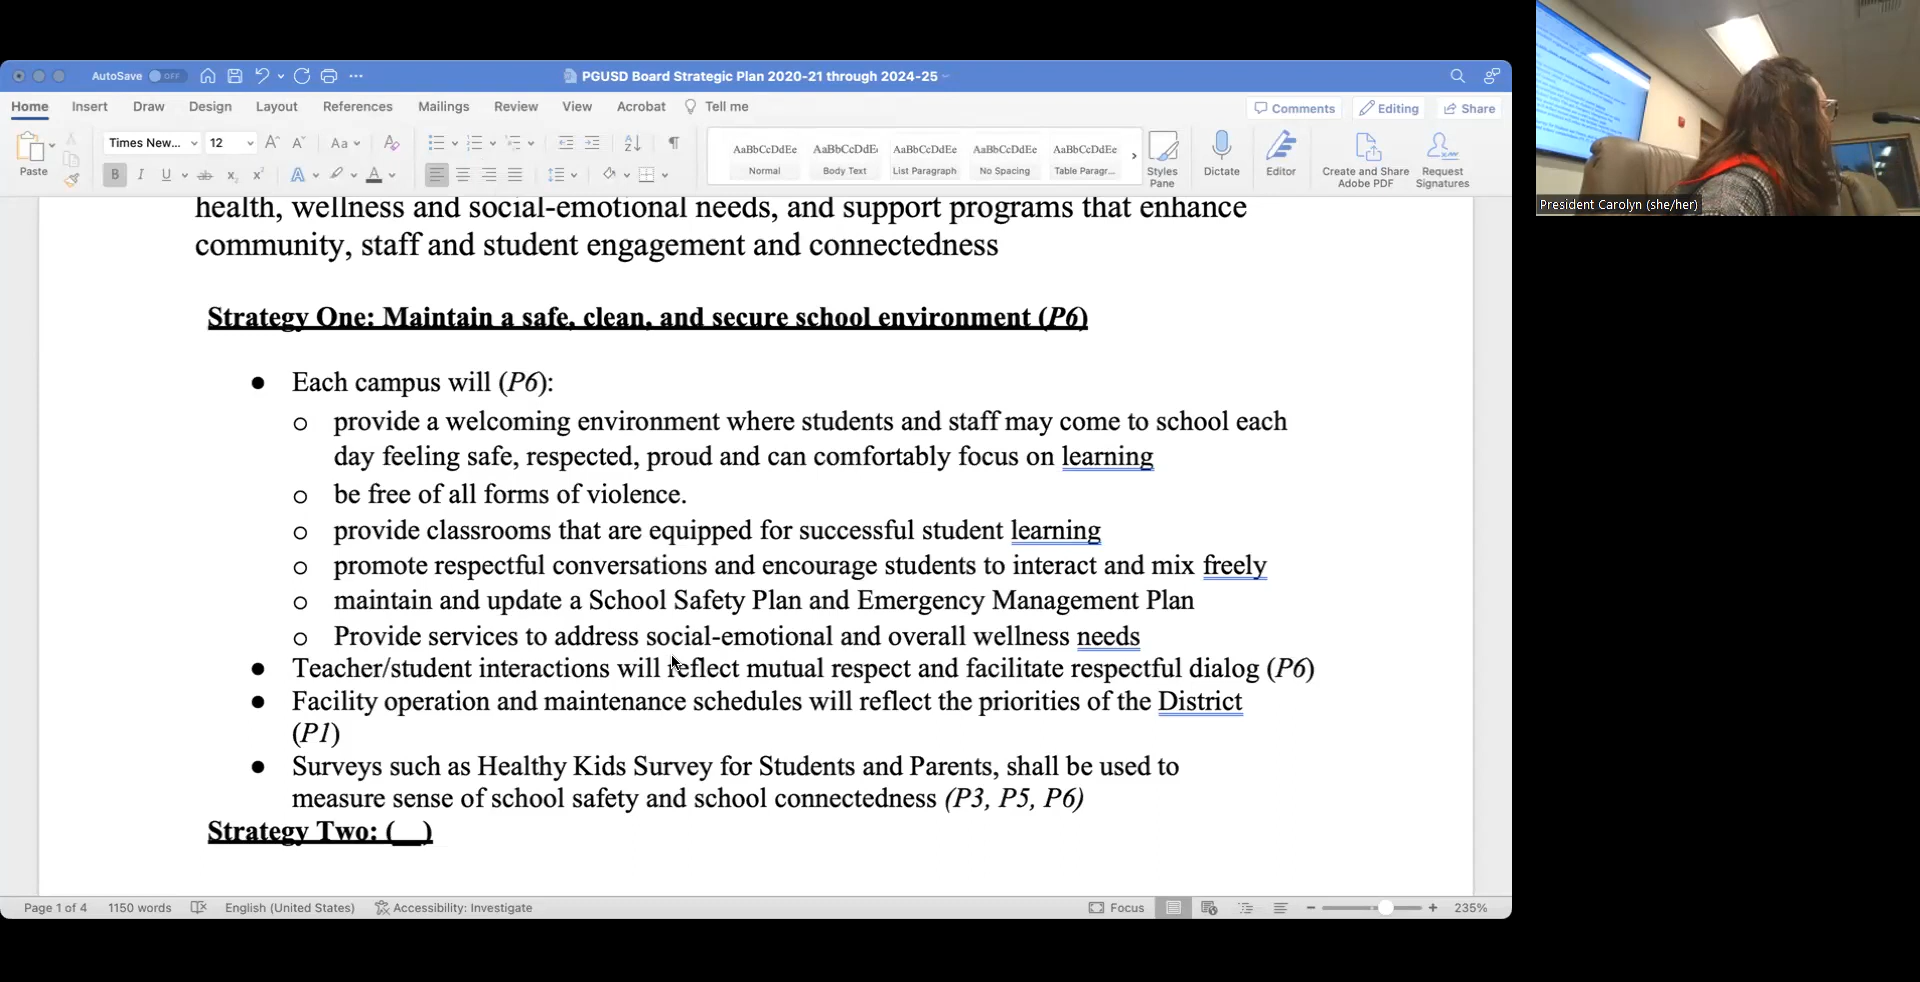 AutoSave OFF
PGUSD Board Strategic Plan 2020-21 through 2024-25
Home Insert Draw Design Layout References Mailings Review View Acrobat Tell me
Comments Editing Share
Paste
Times New... 12 Aa
B I U ab x₂ x² A A
AaBbCcDdEe AaBbCcDdE AaBbCcDdEe AaBbCcDdEe AaBbCcDdEe
Normal Body Text List Paragraph No Spacing Table Paragr...
Styles Pane
Dictate
Editor
Create and Share Adobe PDF
Request Signatures
health, wellness and social-emotional needs, and support programs that enhance
community, staff and student engagement and connectedness
Strategy One: Maintain a safe, clean, and secure school environment (P6)
● Each campus will (P6):
o provide a welcoming environment where students and staff may come to school each
day feeling safe, respected, proud and can comfortably focus on learning
o be free of all forms of violence.
o provide classrooms that are equipped for successful student learning
o promote respectful conversations and encourage students to interact and mix freely
o maintain and update a School Safety Plan and Emergency Management Plan
o Provide services to address social-emotional and overall wellness needs
● Teacher/student interactions will reflect mutual respect and facilitate respectful dialog (P6)
● Facility operation and maintenance schedules will reflect the priorities of the District
(P1)
● Surveys such as Healthy Kids Survey for Students and Parents, shall be used to
measure sense of school safety and school connectedness (P3, P5, P6)
Strategy Two: (__)
Page 1 of 4 1150 words English (United States) Accessibility: Investigate Focus 235%
President Carolyn (she/her)